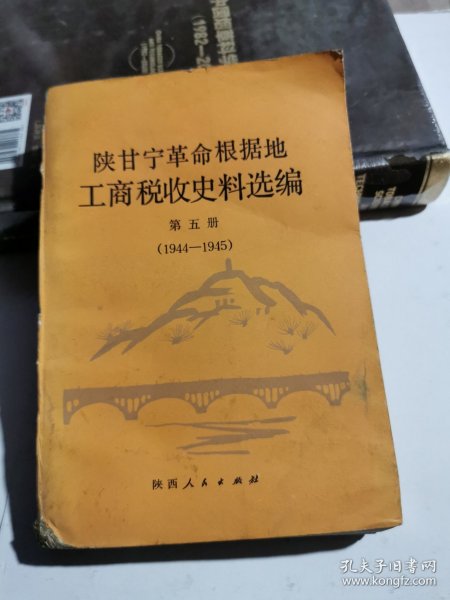 陕甘宁革命根据地
工商税收史料选编
第五册
(1944—1945)
陕西人民出版社
孔夫子旧书网
www.kongfz.com